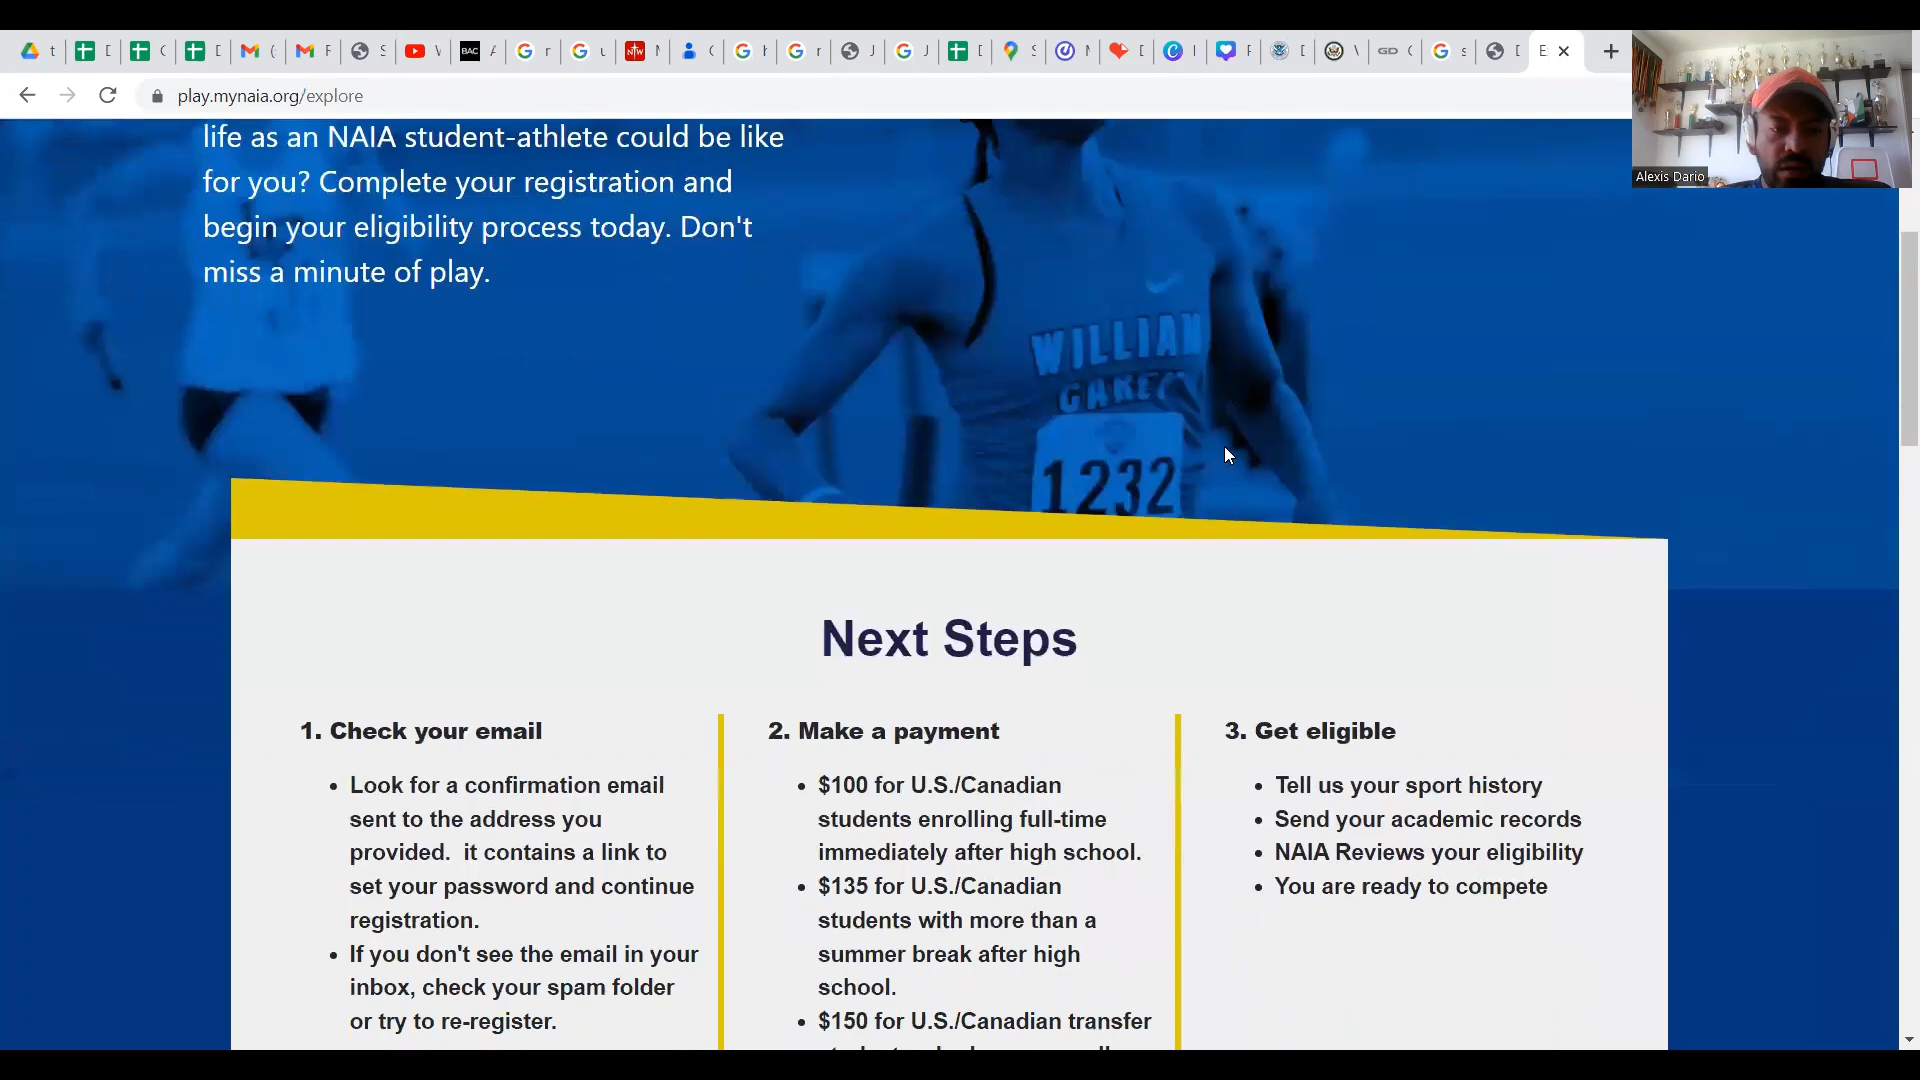 play.mynaia.org/explore
Alexis Dario
life as an NAIA student-athlete could be like
for you? Complete your registration and
begin your eligibility process today. Don't
miss a minute of play.
WILLIAM
CAREY
1232
Next Steps
1. Check your email
• Look for a confirmation email
sent to the address you
provided.  it contains a link to
set your password and continue
registration.
• If you don't see the email in your
inbox, check your spam folder
or try to re-register.
2. Make a payment
• $100 for U.S./Canadian
students enrolling full-time
immediately after high school.
• $135 for U.S./Canadian
students with more than a
summer break after high
school.
• $150 for U.S./Canadian transfer
3. Get eligible
• Tell us your sport history
• Send your academic records
• NAIA Reviews your eligibility
• You are ready to compete